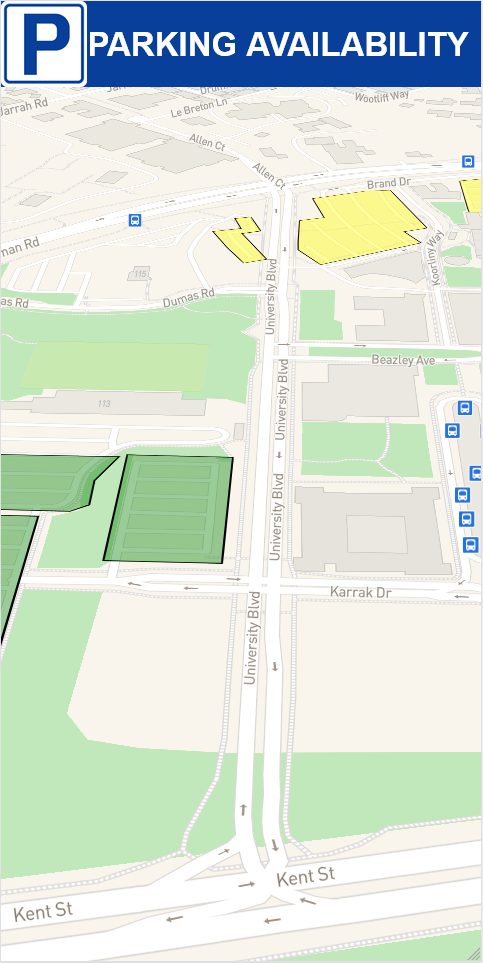 P PARKING AVAILABILITY
Wootliff Way
Jarrah Rd
Le Breton Ln
Allen Ct
Allen Ct
Brand Dr
man Rd
Koorliny Way
115
University Blvd
Dumas Rd
as Rd
Beazley Ave
University Blvd
113
University Blvd
Karrak Dr
University Blvd
Kent St
Kent St